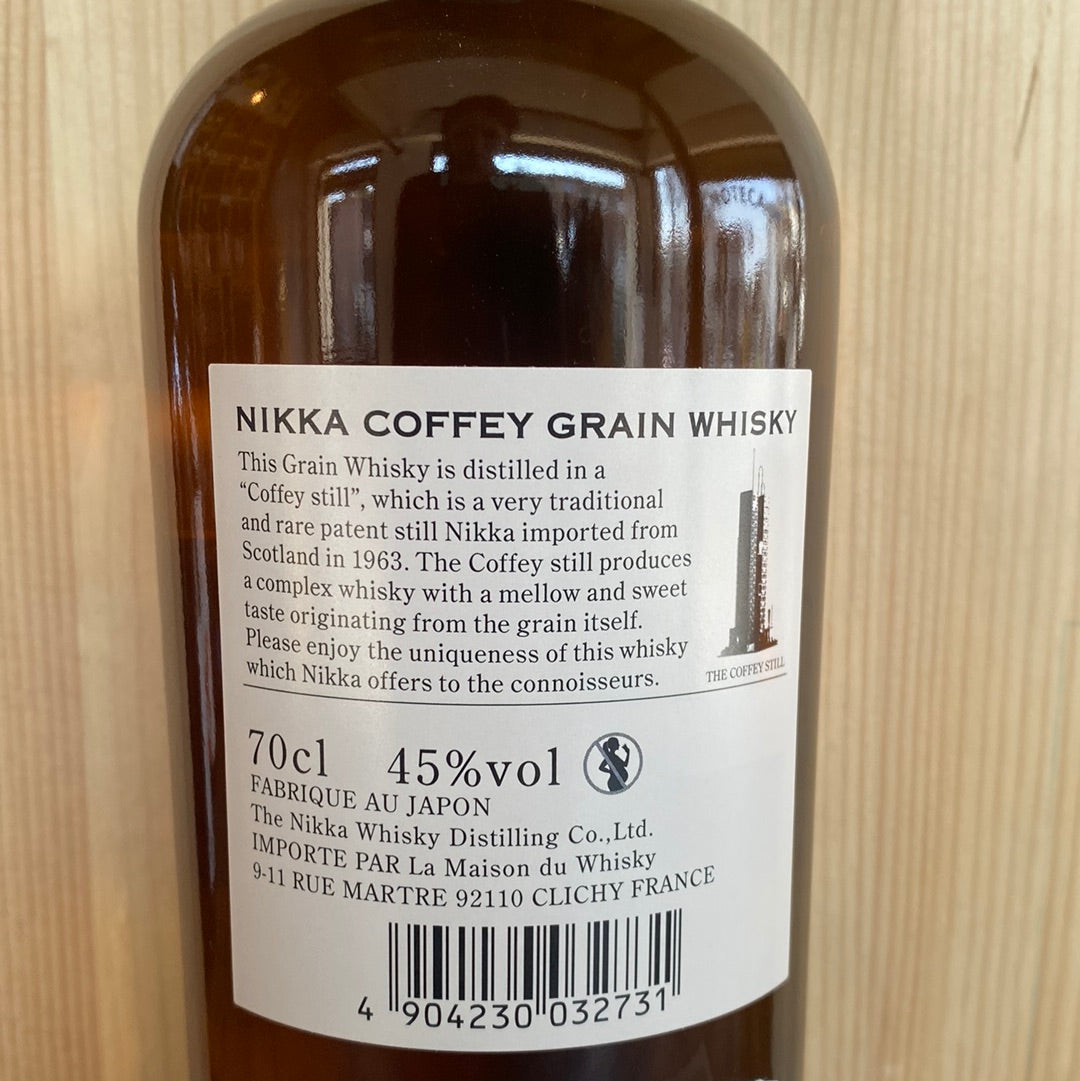 NIKKA COFFEY GRAIN WHISKY
This Grain Whisky is distilled in a
“Coffey still”, which is a very traditional
and rare patent still Nikka imported from
Scotland in 1963. The Coffey still produces
a complex whisky with a mellow and sweet
taste originating from the grain itself.
Please enjoy the uniqueness of this whisky
which Nikka offers to the connoisseurs.
THE COFFEY STILL
70cl 45%vol
FABRIQUE AU JAPON
The Nikka Whisky Distilling Co.,Ltd.
IMPORTE PAR La Maison du Whisky
9-11 RUE MARTRE 92110 CLICHY FRANCE
4 904230 032731